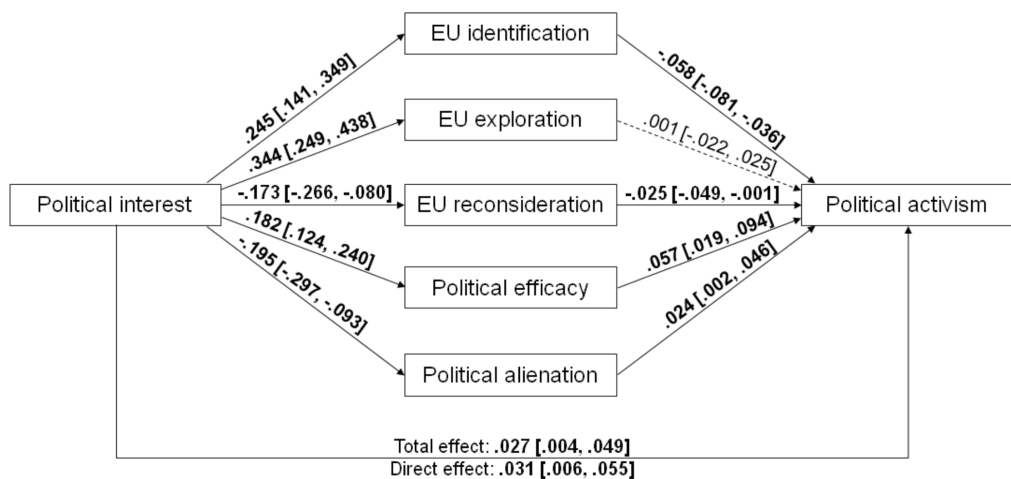 EU identification
.245 [.141, .349]
-.058 [-.081, -.036]
EU exploration
.344 [.249, .438]
.001 [-.022, .025]
Political interest
-.173 [-.266, -.080]
EU reconsideration
-.025 [-.049, -.001]
Political activism
.182 [.124, .240]
Political efficacy
.057 [.019, .094]
-.195 [-.297, -.093]
Political alienation
.024 [.002, .046]
Total effect: .027 [.004, .049]
Direct effect: .031 [.006, .055]